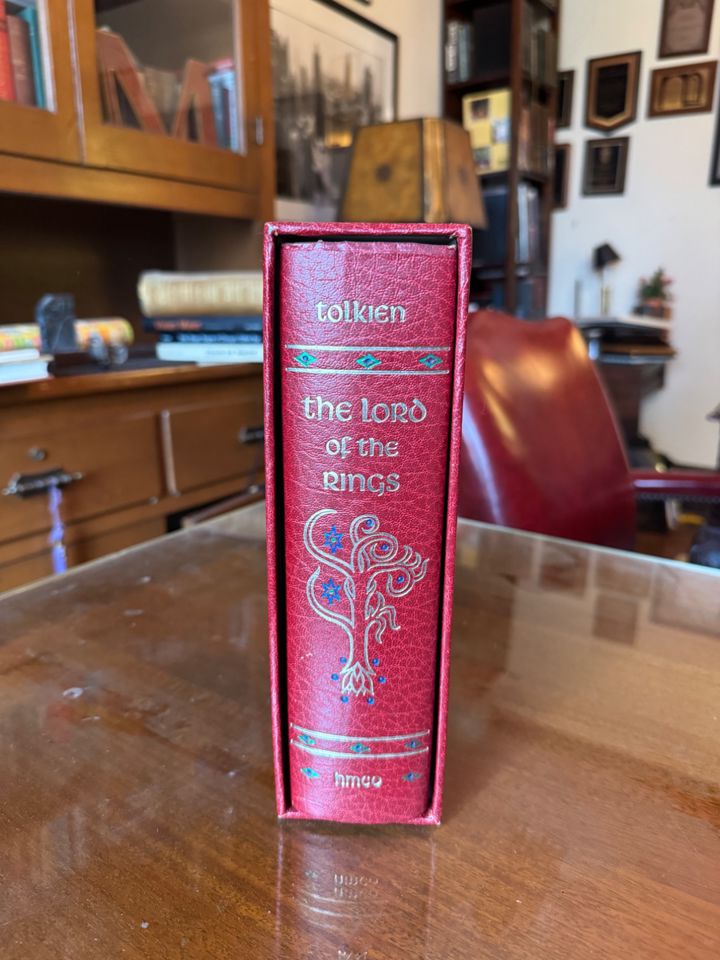 tolkien
the lord
of the
rings
hmco